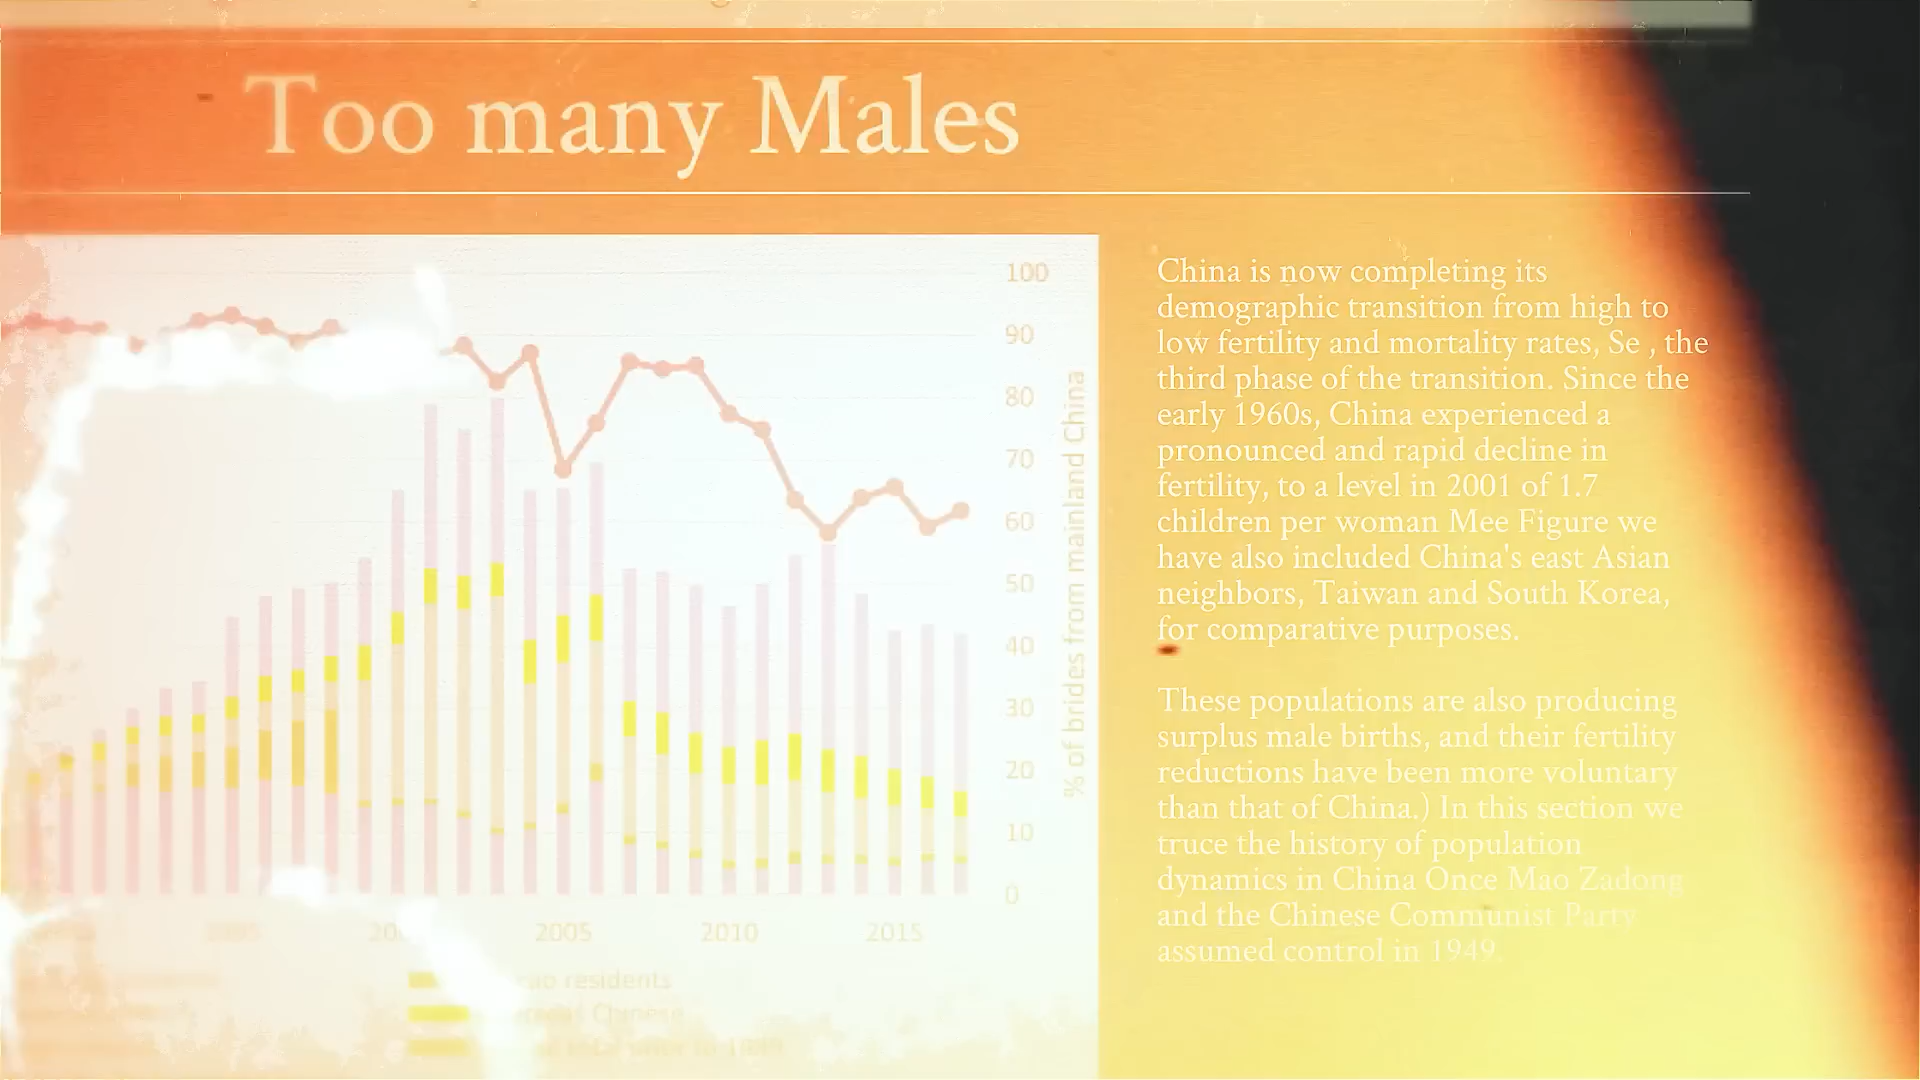 Too many Males
100
90
80
70
60
50
40
30
20
10
0
% of brides from mainland China
2005
2010
2015
residents
Chinese
China is now completing its
demographic transition from high to
low fertility and mortality rates, Se , the
third phase of the transition. Since the
early 1960s, China experienced a
pronounced and rapid decline in
fertility, to a level in 2001 of 1.7
children per woman Mee Figure we
have also included China's east Asian
neighbors, Taiwan and South Korea,
for comparative purposes.
These populations are also producing
surplus male births, and their fertility
reductions have been more voluntary
than that of China.) In this section we
truce the history of population
dynamics in China Once Mao Zadong
and the Chinese Communist Party
assumed control in 1949.